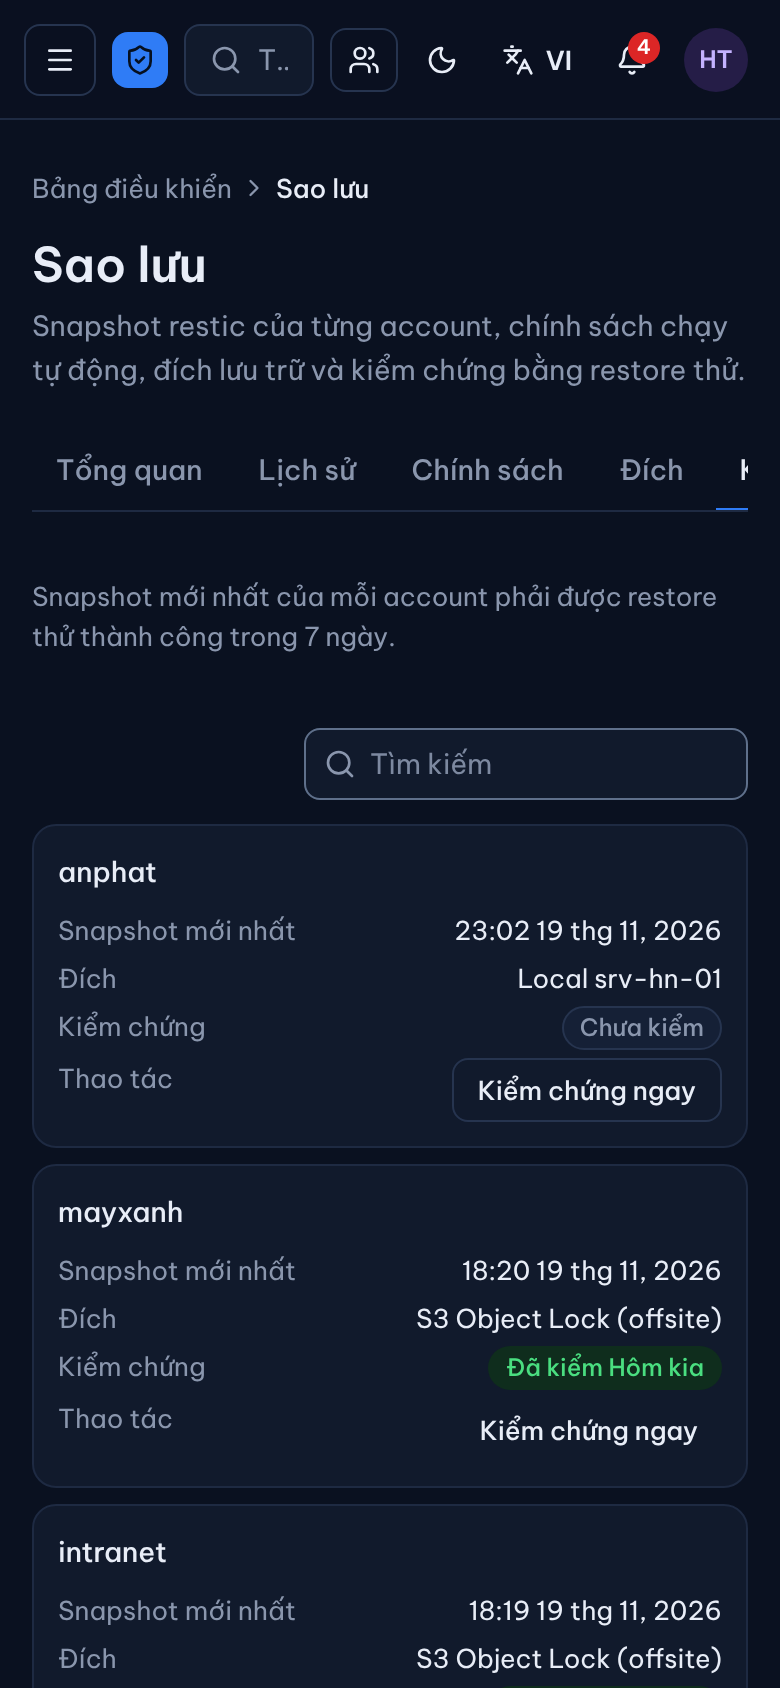 T..
VI
4
HT
Bảng điều khiển > Sao lưu
Sao lưu
Snapshot restic của từng account, chính sách chạy
tự động, đích lưu trữ và kiểm chứng bằng restore thử.
Tổng quan Lịch sử Chính sách Đích
Snapshot mới nhất của mỗi account phải được restore
thử thành công trong 7 ngày.
Tìm kiếm
anphat
Snapshot mới nhất 23:02 19 thg 11, 2026
Đích Local srv-hn-01
Kiểm chứng Chưa kiểm
Thao tác Kiểm chứng ngay
mayxanh
Snapshot mới nhất 18:20 19 thg 11, 2026
Đích S3 Object Lock (offsite)
Kiểm chứng Đã kiểm Hôm kia
Thao tác Kiểm chứng ngay
intranet
Snapshot mới nhất 18:19 19 thg 11, 2026
Đích S3 Object Lock (offsite)